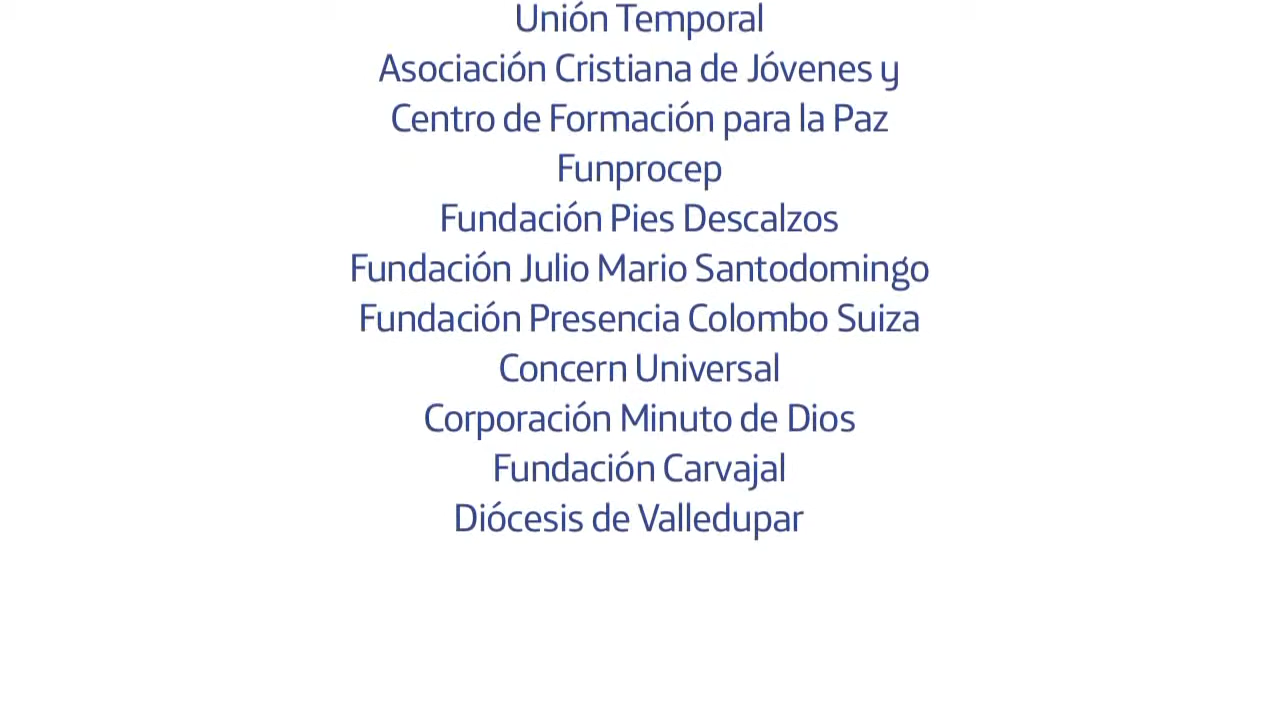 Unión Temporal
Asociación Cristiana de Jóvenes y
Centro de Formación para la Paz
Funprocep
Fundación Pies Descalzos
Fundación Julio Mario Santodomingo
Fundación Presencia Colombo Suiza
Concern Universal
Corporación Minuto de Dios
Fundación Carvajal
Diócesis de Valledupar